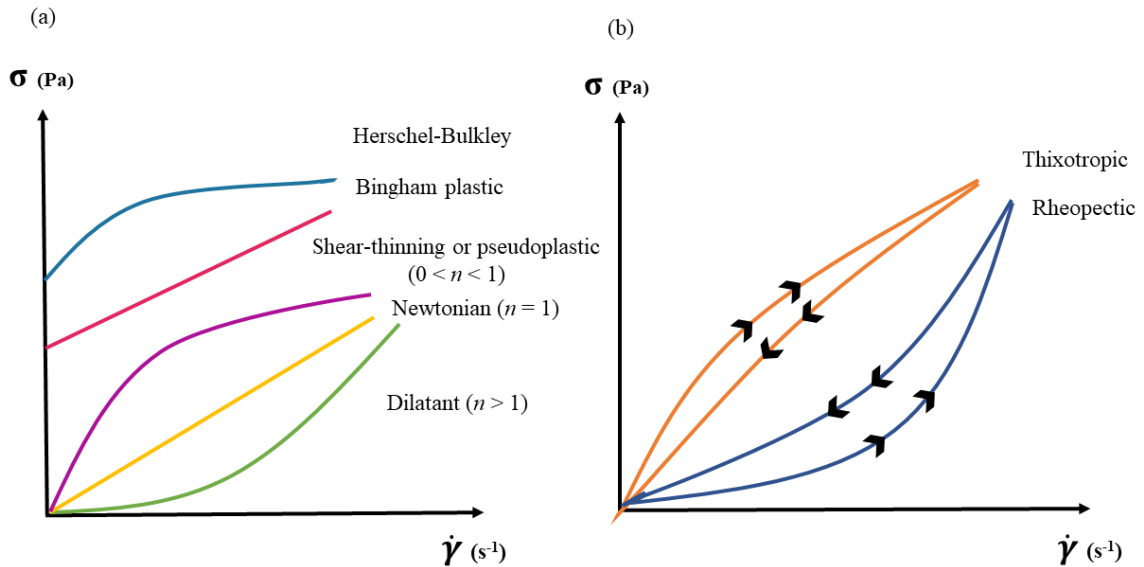 (a)
σ (Pa)
Herschel-Bulkley
Bingham plastic
Shear-thinning or pseudoplastic
(0 < n < 1)
Newtonian (n = 1)
Dilatant (n > 1)
γ̇ (s⁻¹)
(b)
σ (Pa)
Thixotropic
Rheopectic
γ̇ (s⁻¹)